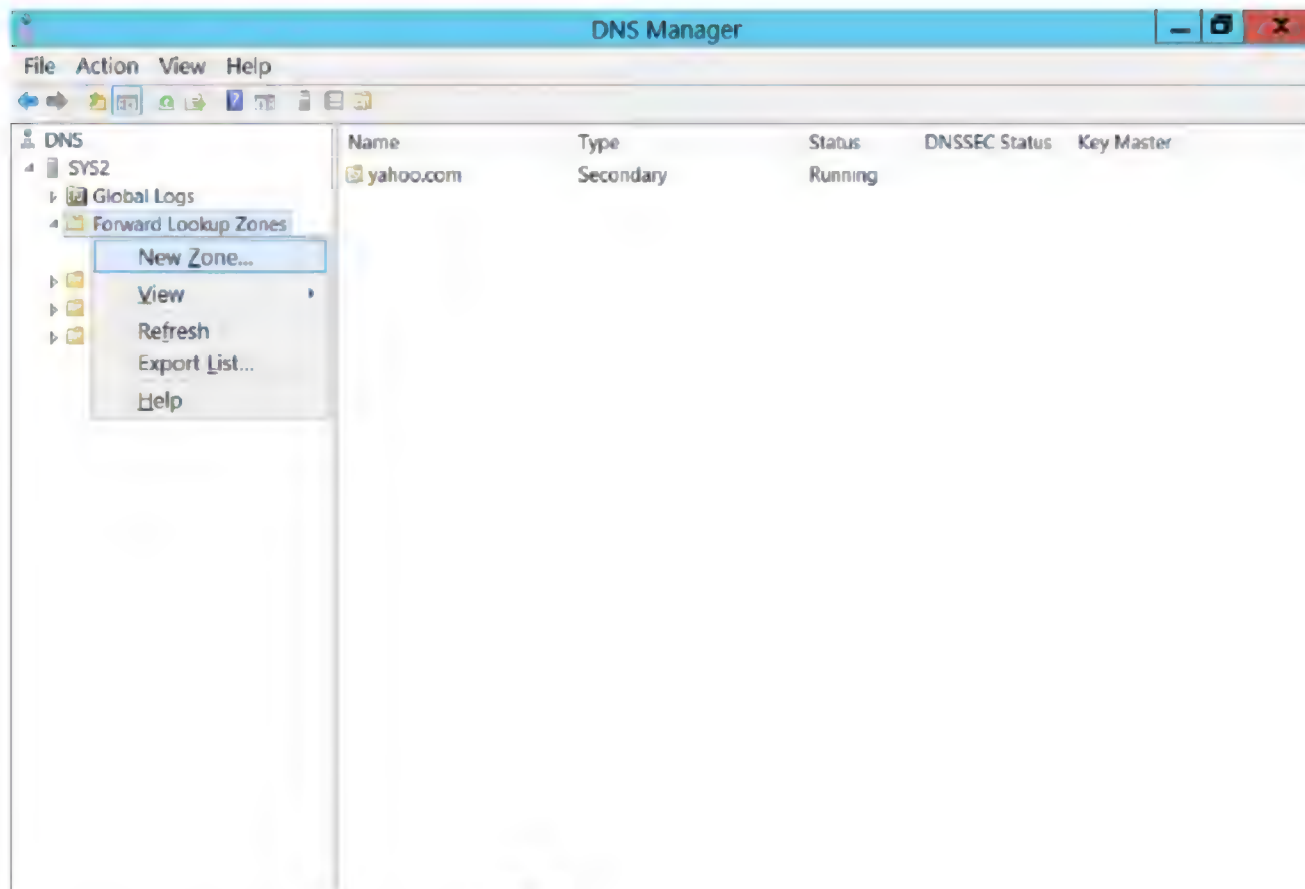 DNS Manager
File Action View Help
DNS
SYS2
Global Logs
Forward Lookup Zones
New Zone...
View
Refresh
Export List...
Help
Name Type Status DNSSEC Status Key Master
yahoo.com Secondary Running